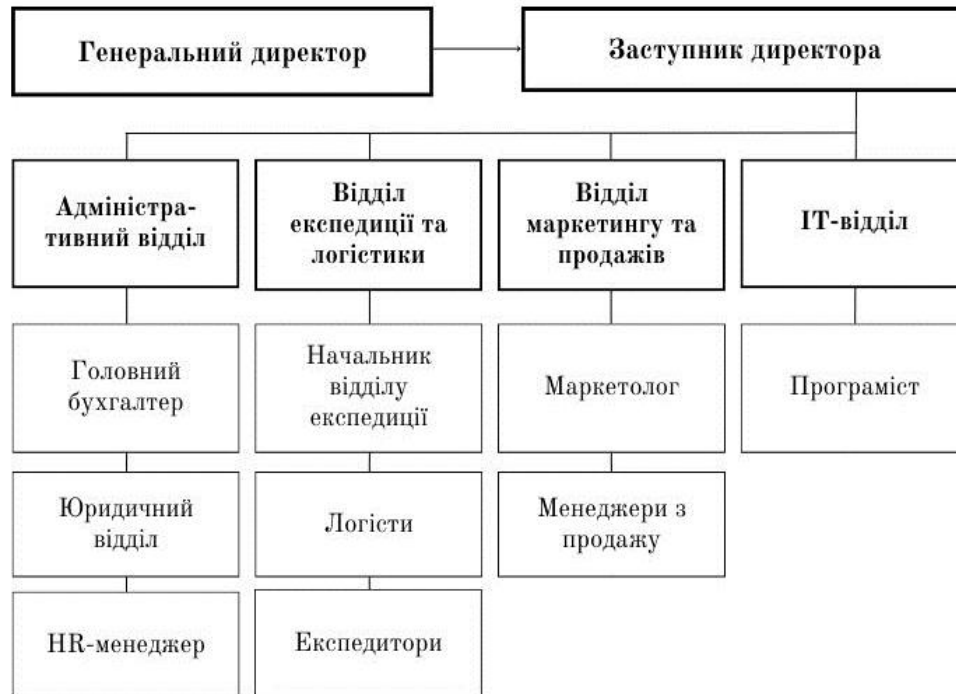 Генеральний директор
Заступник директора
Адміністра-
тивний відділ
Відділ
експедиції та
логістики
Відділ
маркетингу та
продажів
ІТ-відділ
Головний
бухгалтер
Начальник
відділу
експедиції
Маркетолог
Програміст
Юридичний
відділ
Логісти
Менеджери з
продажу
HR-менеджер
Експедитори